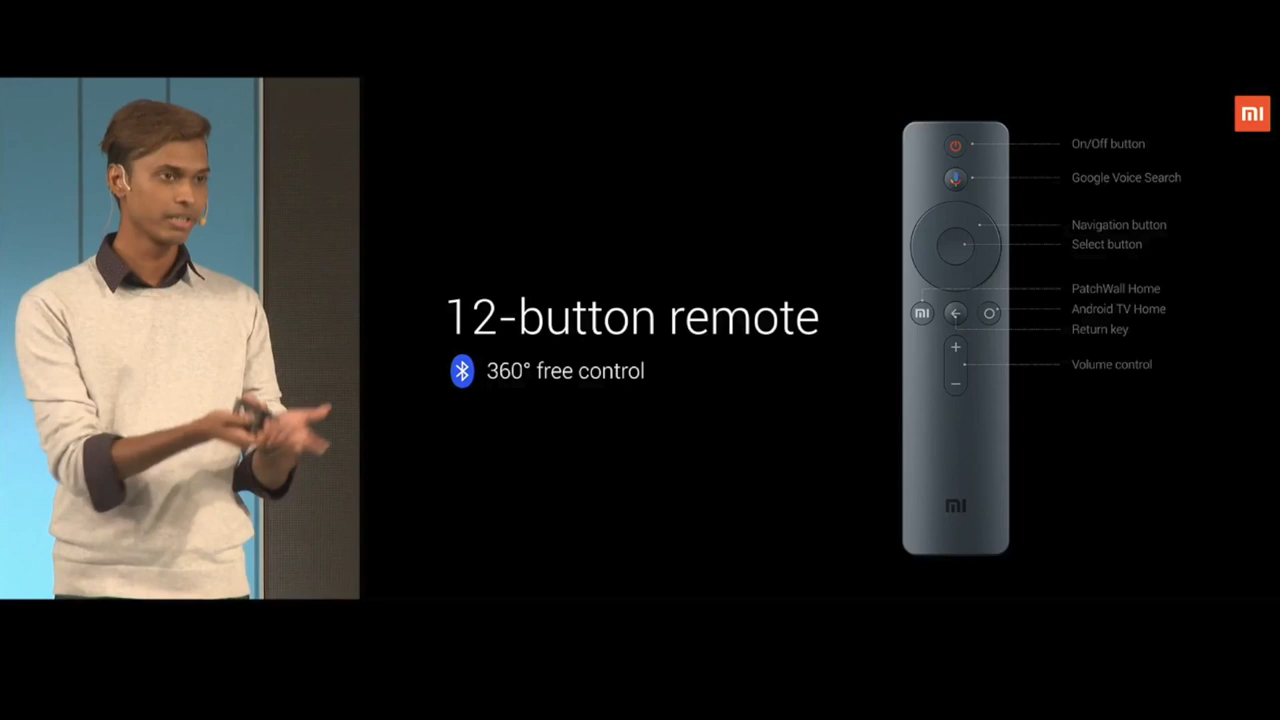 mi
12-button remote
360° free control
On/Off button
Google Voice Search
Navigation button
Select button
mi
PatchWall Home
Android TV Home
Return key
+
Volume control
−
mi